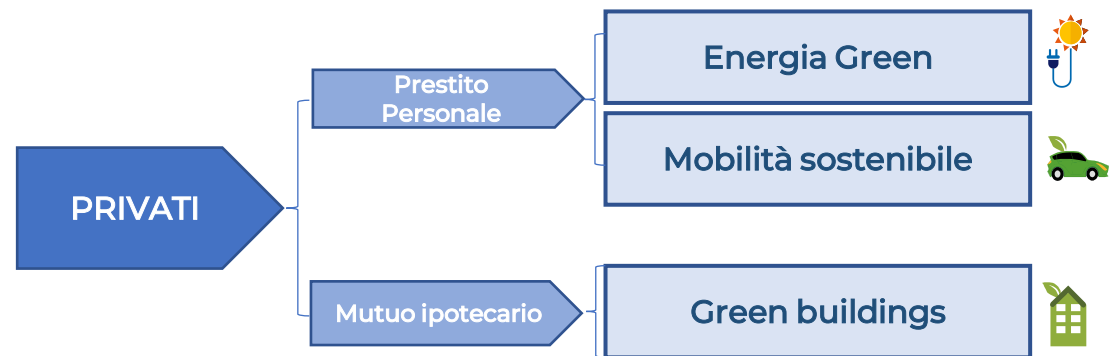 PRIVATI
Prestito
Personale
Energia Green
Mobilità sostenibile
Mutuo ipotecario
Green buildings